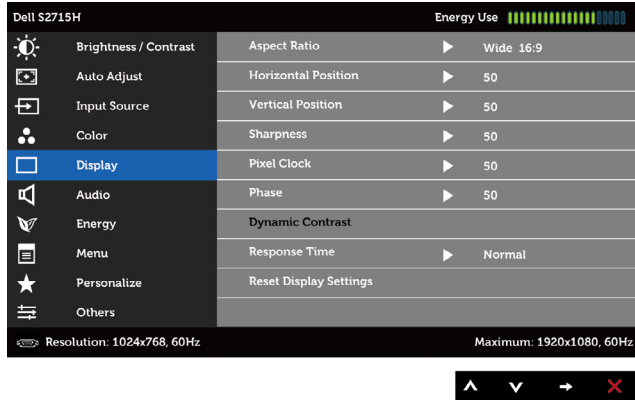 Dell S2715H Energy Use
Brightness / Contrast
Auto Adjust
Input Source
Color
Display
Audio
Energy
Menu
Personalize
Others
Aspect Ratio Wide 16:9
Horizontal Position 50
Vertical Position 50
Sharpness 50
Pixel Clock 50
Phase 50
Dynamic Contrast
Response Time Normal
Reset Display Settings
Resolution: 1024x768, 60Hz Maximum: 1920x1080, 60Hz